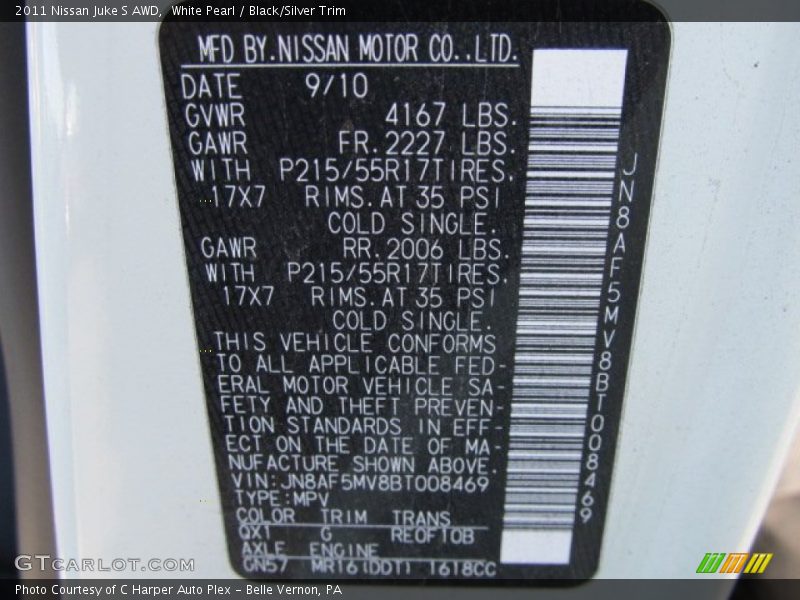 2011 Nissan Juke S AWD,  White Pearl / Black/Silver Trim
MFD BY.NISSAN MOTOR CO.,LTD.
DATE 9/10
GVWR 4167 LBS.
GAWR FR.2227 LBS.
WITH P215/55R17TIRES,
17X7 RIMS.AT 35 PSI
COLD SINGLE.
GAWR RR.2006 LBS.
WITH P215/55R17TIRES,
17X7 RIMS.AT 35 PSI
COLD SINGLE.
THIS VEHICLE CONFORMS
TO ALL APPLICABLE FED-
ERAL MOTOR VEHICLE SA-
FETY AND THEFT PREVEN-
TION STANDARDS IN EFF-
ECT ON THE DATE OF MA-
NUFACTURE SHOWN ABOVE.
VIN:JN8AF5MV8BT008469
TYPE:MPV
COLOR TRIM TRANS
QX1 G RE0F10B
AXLE ENGINE
GN57 MR16(DDT) 1618CC
JN8AF5MV8BT008469
GTcarlot.com
Photo Courtesy of C Harper Auto Plex - Belle Vernon, PA